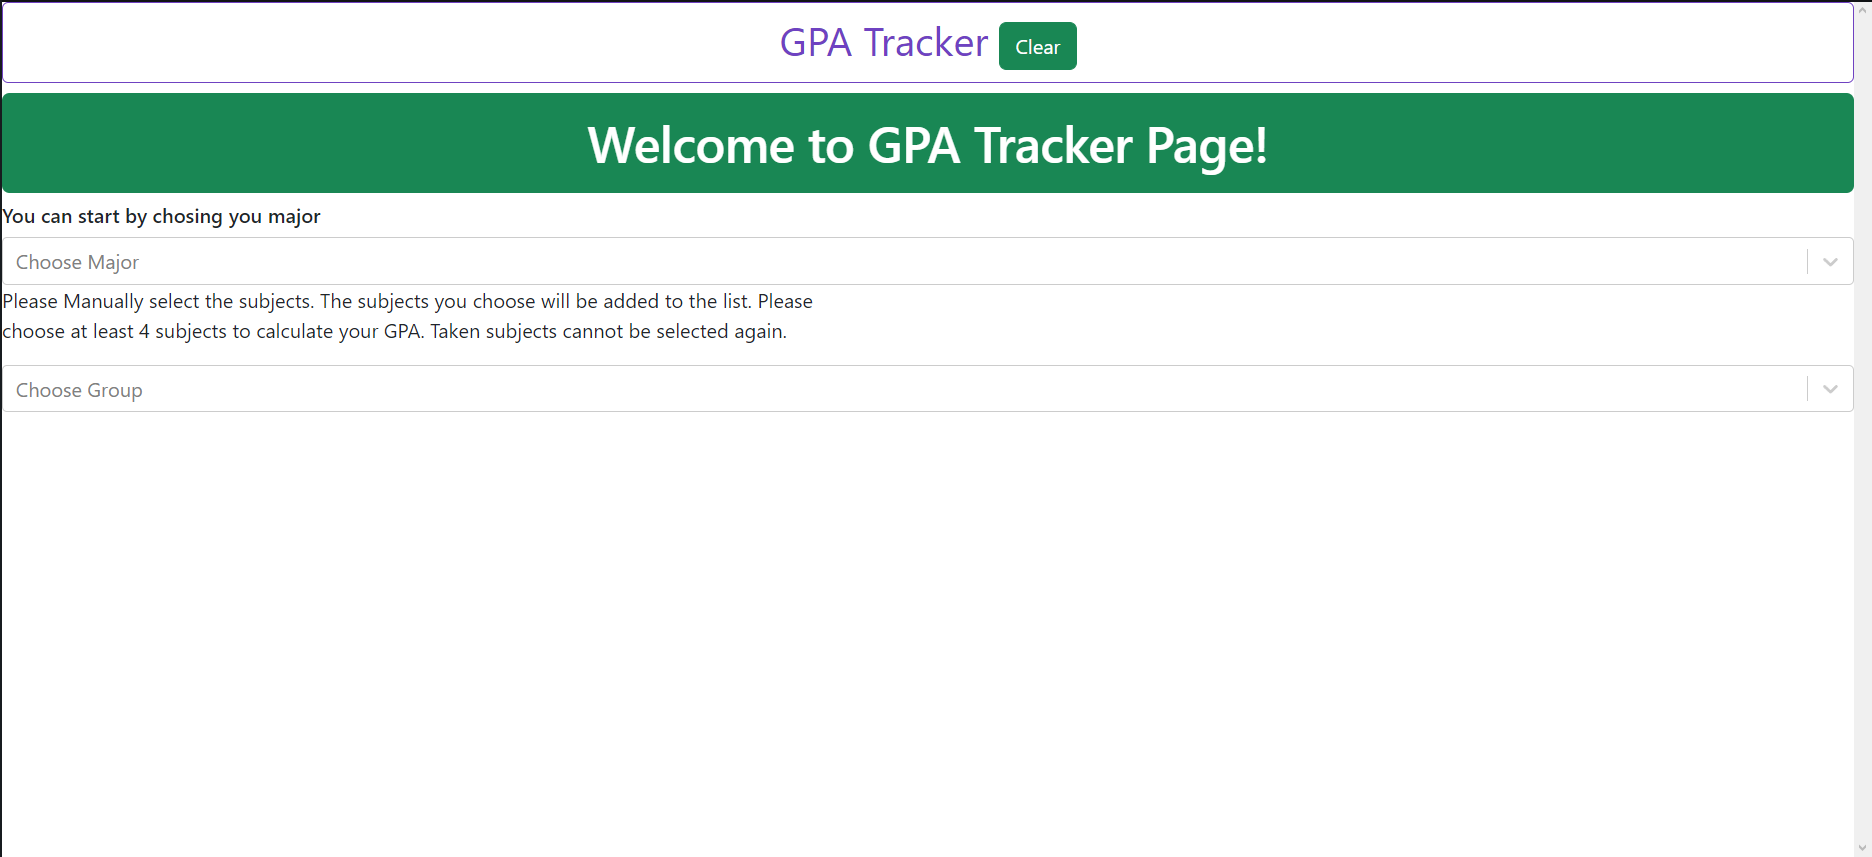 GPA Tracker Clear
Welcome to GPA Tracker Page!
You can start by chosing you major
Choose Major
Please Manually select the subjects. The subjects you choose will be added to the list. Please
choose at least 4 subjects to calculate your GPA. Taken subjects cannot be selected again.
Choose Group